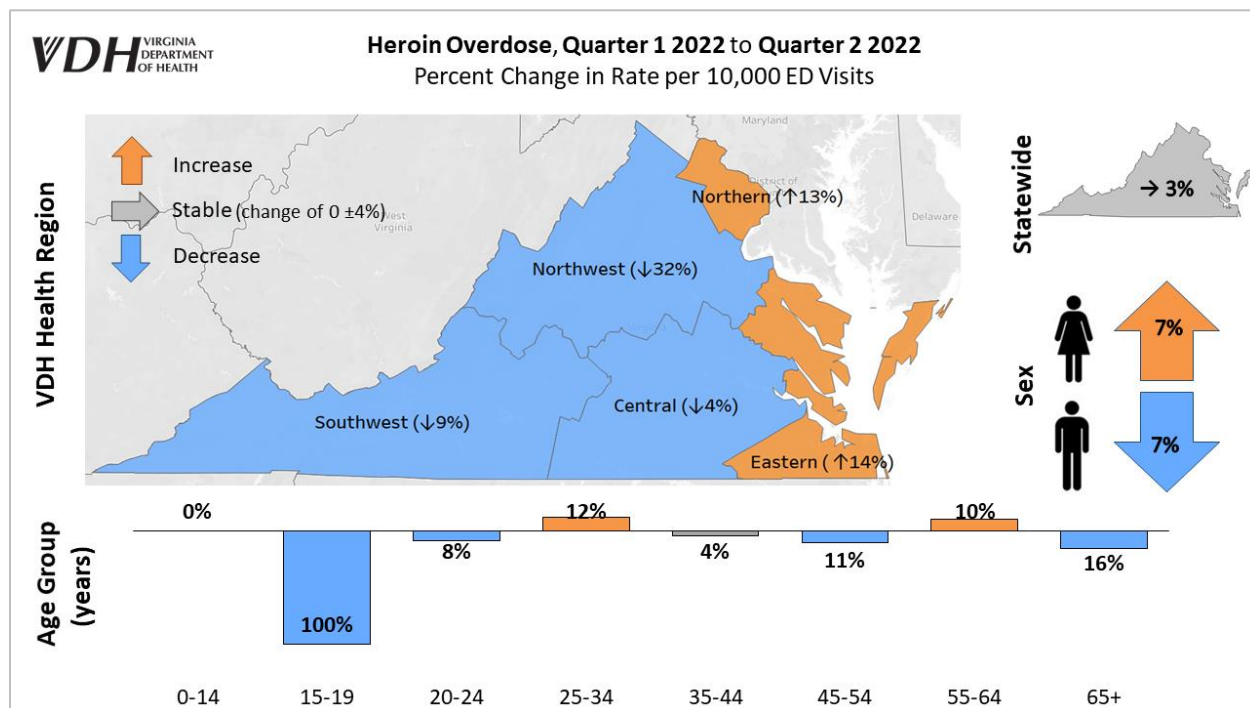 VDH VIRGINIA
DEPARTMENT
OF HEALTH
Heroin Overdose, Quarter 1 2022 to Quarter 2 2022
Percent Change in Rate per 10,000 ED Visits
VDH Health Region
Increase
Stable (change of 0 ±4%)
Decrease
Maryland
District of
West
Virginia
Delaware
Virginia
Northern (↑13%)
Northwest (↓32%)
Southwest (↓9%)
Central (↓4%)
Eastern ( ↑14%)
Statewide
→ 3%
Sex
7%
7%
Age Group
(years)
0%
100%
8%
12%
4%
11%
10%
16%
0-14
15-19
20-24
25-34
35-44
45-54
55-64
65+